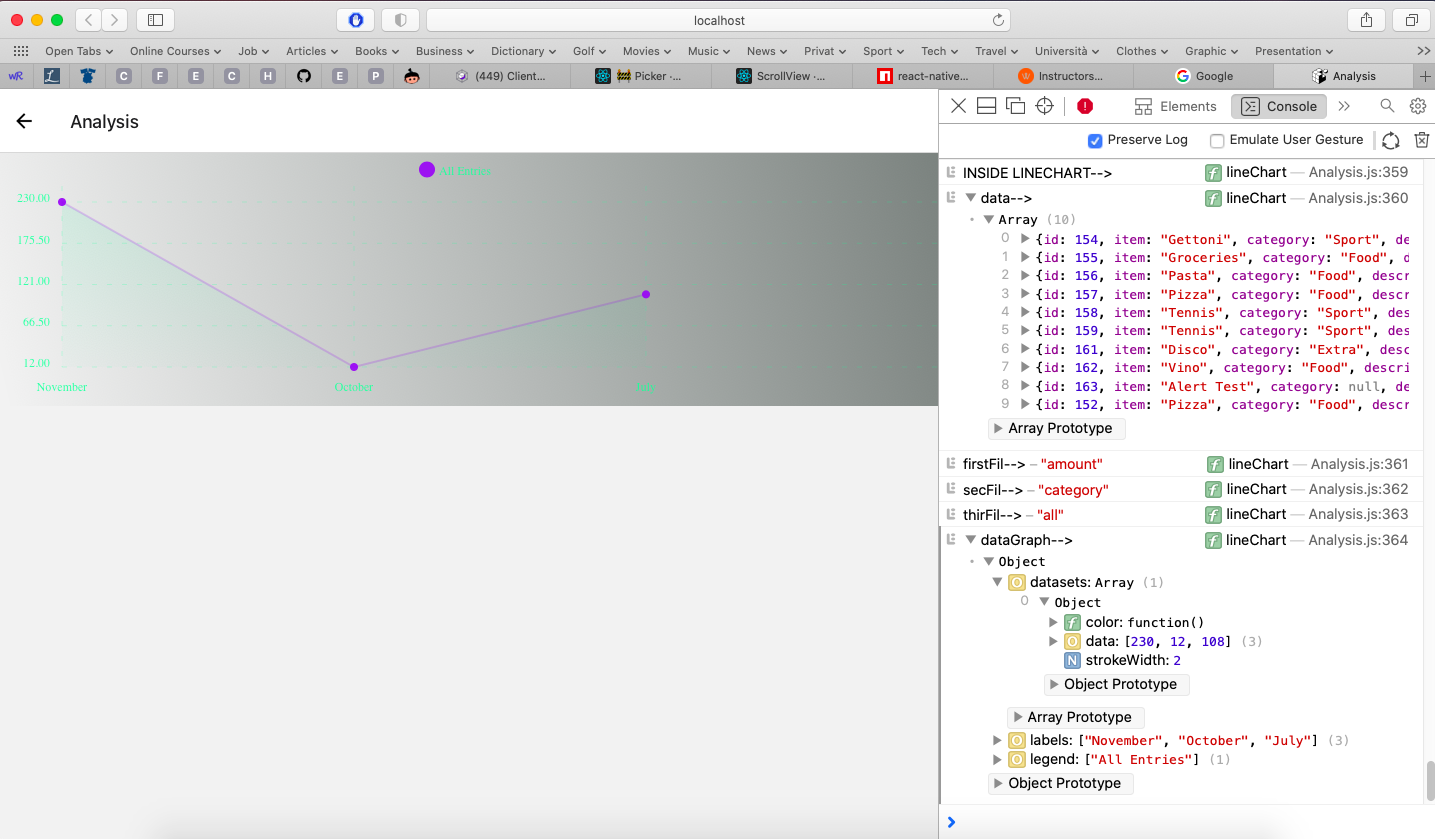 localhost
Open Tabs Online Courses Job Articles Books Business Dictionary Golf Movies Music News Privat Sport Tech Travel Università Clothes Graphic Presentation >>
wR L C F E C H E P (449) Client... Picker ·... ScrollView ·... react-native... Instructors... Google Analysis +
Analysis
All Entries
230.00
175.50
121.00
66.50
12.00
November October July
Elements Console
Preserve Log Emulate User Gesture
INSIDE LINECHART--> f lineChart — Analysis.js:359
data--> f lineChart — Analysis.js:360
Array (10)
0 {id: 154, item: "Gettoni", category: "Sport", de
1 {id: 155, item: "Groceries", category: "Food", d
2 {id: 156, item: "Pasta", category: "Food", descr
3 {id: 157, item: "Pizza", category: "Food", descr
4 {id: 158, item: "Tennis", category: "Sport", des
5 {id: 159, item: "Tennis", category: "Sport", des
6 {id: 161, item: "Disco", category: "Extra", desc
7 {id: 162, item: "Vino", category: "Food", descri
8 {id: 163, item: "Alert Test", category: null, de
9 {id: 152, item: "Pizza", category: "Food", descr
Array Prototype
firstFil--> – "amount" f lineChart — Analysis.js:361
secFil--> – "category" f lineChart — Analysis.js:362
thirFil--> – "all" f lineChart — Analysis.js:363
dataGraph--> f lineChart — Analysis.js:364
Object
O datasets: Array (1)
0 Object
f color: function()
O data: [230, 12, 108] (3)
N strokeWidth: 2
Object Prototype
Array Prototype
O labels: ["November", "October", "July"] (3)
O legend: ["All Entries"] (1)
Object Prototype